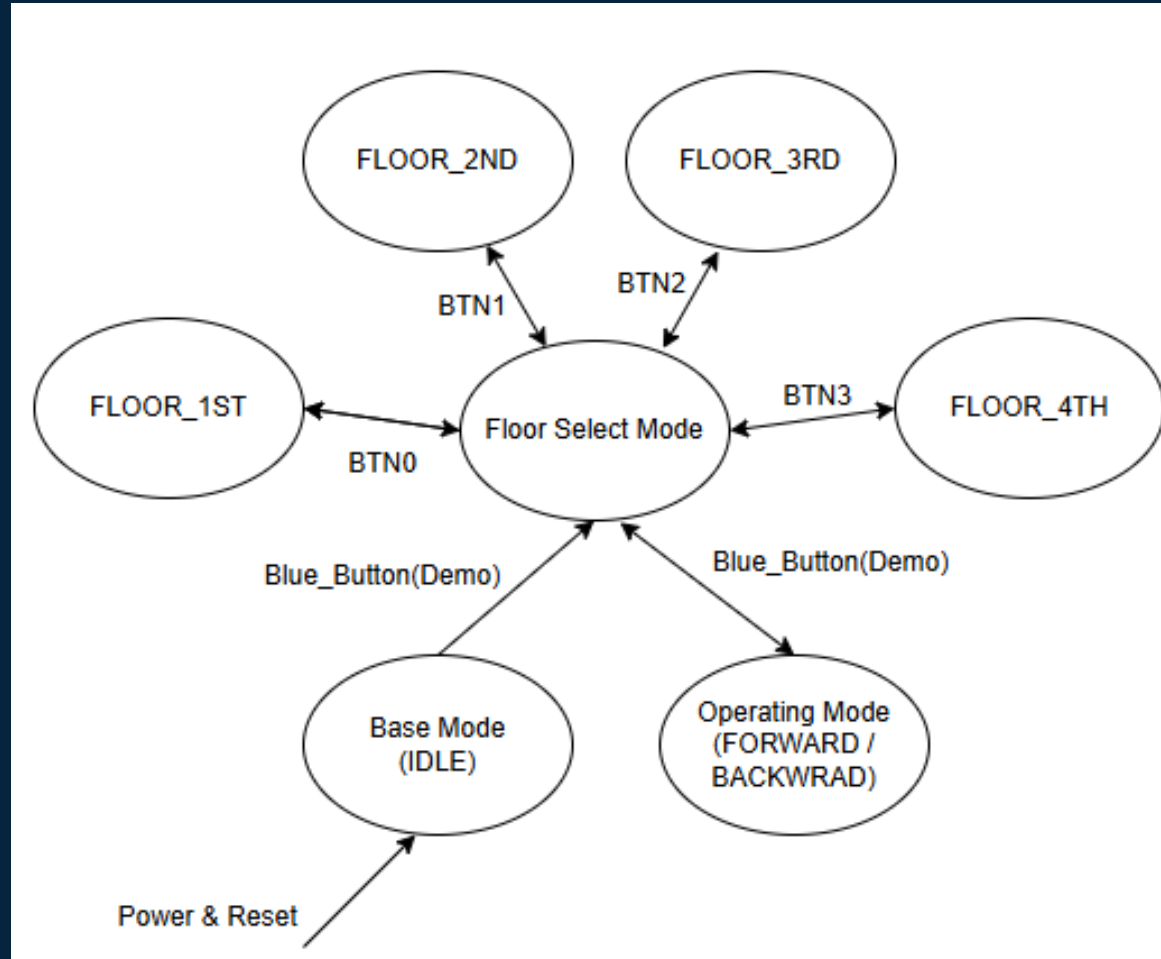 FLOOR_2ND
FLOOR_3RD
BTN1
BTN2
FLOOR_1ST
BTN0
Floor Select Mode
BTN3
FLOOR_4TH
Blue_Button(Demo)
Blue_Button(Demo)
Base Mode
(IDLE)
Operating Mode
(FORWARD /
BACKWRAD)
Power & Reset